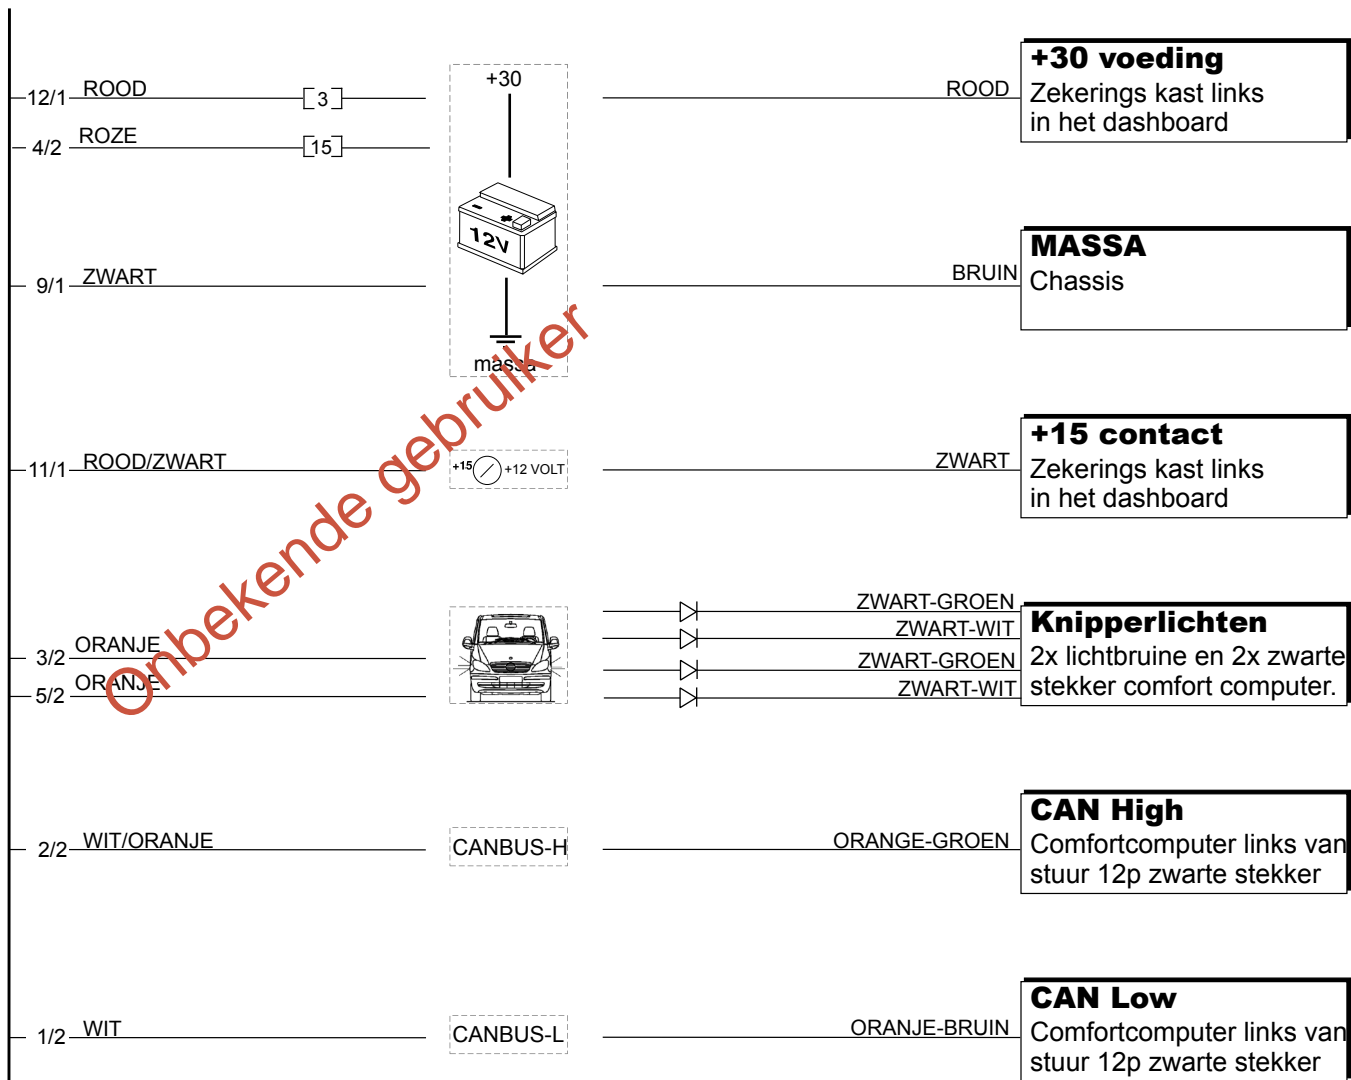 12/1 ROOD 3 +30 ROOD +30 voeding
Zekerings kast links
in het dashboard
4/2 ROZE 15
12V
9/1 ZWART BRUIN MASSA
Chassis
massa
11/1 ROOD/ZWART +15 +12 VOLT ZWART +15 contact
Zekerings kast links
in het dashboard
ZWART-GROEN
ZWART-WIT
3/2 ORANJE ZWART-GROEN
5/2 ORANJE ZWART-WIT
Knipperlichten
2x lichtbruine en 2x zwarte
stekker comfort computer.
2/2 WIT/ORANJE CANBUS-H ORANGE-GROEN CAN High
Comfortcomputer links van
stuur 12p zwarte stekker
1/2 WIT CANBUS-L ORANJE-BRUIN CAN Low
Comfortcomputer links van
stuur 12p zwarte stekker
Onbekende gebruiker